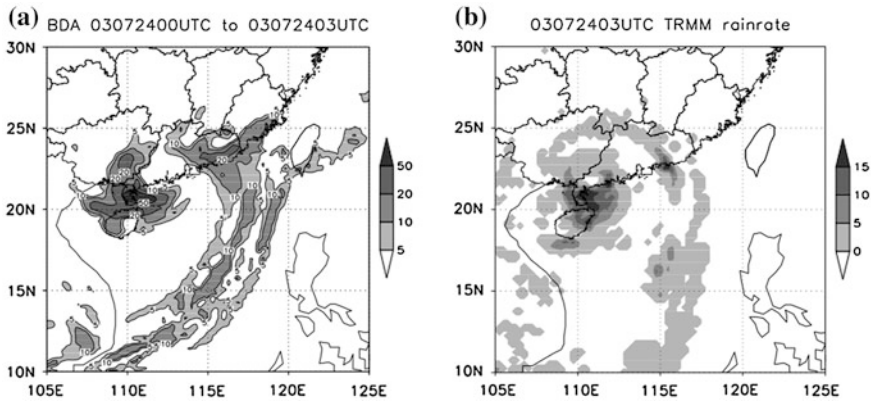 (a) BDA 03072400UTC to 03072403UTC
30N
25N
20N
15N
10N
105E 110E 115E 120E 125E
50
20
10
5
(b) 03072403UTC TRMM rainrate
30N
25N
20N
15N
10N
105E 110E 115E 120E 125E
15
10
5
0